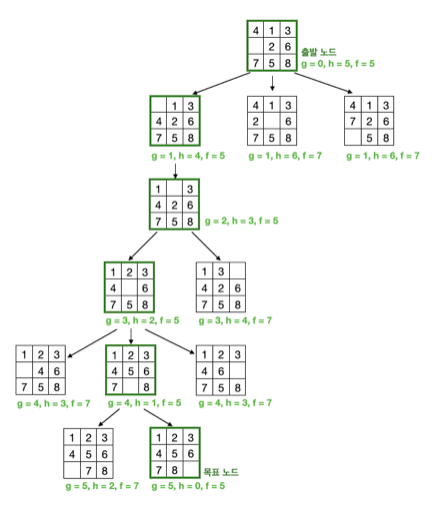 4 1 3
2 6
7 5 8
출발 노드
g = 0, h = 5, f = 5
1 3
4 2 6
7 5 8
g = 1, h = 4, f = 5
4 1 3
2 6
7 5 8
g = 1, h = 6, f = 7
4 1 3
7 2 6
5 8
g = 1, h = 6, f = 7
1 3
4 2 6
7 5 8
g = 2, h = 3, f = 5
1 2 3
4 6
7 5 8
g = 3, h = 2, f = 5
1 3
4 2 6
7 5 8
g = 3, h = 4, f = 7
1 2 3
4 6
7 5 8
g = 4, h = 3, f = 7
1 2 3
4 5 6
7 8
g = 4, h = 1, f = 5
1 2 3
4 6
7 5 8
g = 4, h = 3, f = 7
1 2 3
4 5 6
7 8
g = 5, h = 2, f = 7
1 2 3
4 5 6
7 8
목표 노드
g = 5, h = 0, f = 5